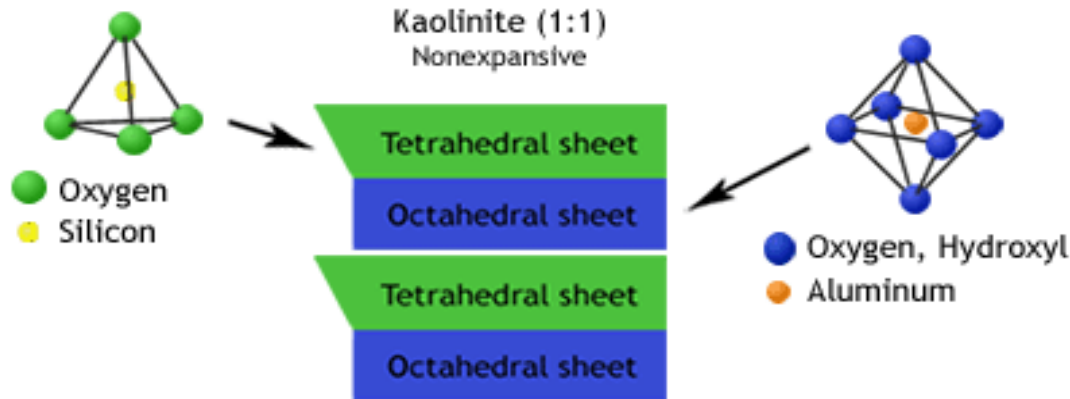 Kaolinite (1:1)
Nonexpansive
Tetrahedral sheet
Octahedral sheet
Tetrahedral sheet
Octahedral sheet
Oxygen
Silicon
Oxygen, Hydroxyl
Aluminum